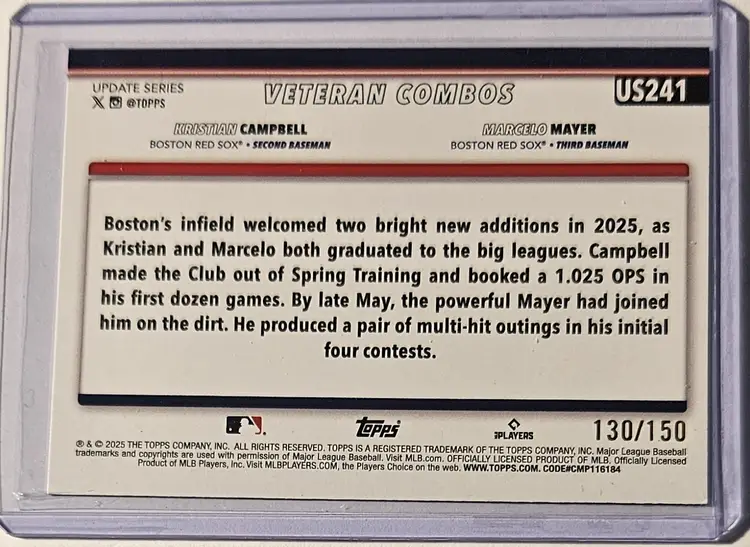 UPDATE SERIES
@TOPPS
VETERAN COMBOS
US241
KRISTIAN CAMPBELL
BOSTON RED SOX® • SECOND BASEMAN
MARCELO MAYER
BOSTON RED SOX® • THIRD BASEMAN
Boston's infield welcomed two bright new additions in 2025, as
Kristian and Marcelo both graduated to the big leagues. Campbell
made the Club out of Spring Training and booked a 1.025 OPS in
his first dozen games. By late May, the powerful Mayer had joined
him on the dirt. He produced a pair of multi-hit outings in his initial
four contests.
topps
PLAYERS
130/150
® & © 2025 THE TOPPS COMPANY, INC. ALL RIGHTS RESERVED. TOPPS IS A REGISTERED TRADEMARK OF THE TOPPS COMPANY, INC. Major League Baseball
trademarks and copyrights are used with permission of Major League Baseball. Visit MLB.com. OFFICIALLY LICENSED PRODUCT OF MLB. Officially Licensed
Product of MLB Players, Inc. Visit MLBPLAYERS.COM, the Players Choice on the web. WWW.TOPPS.COM. CODE#CMP116184